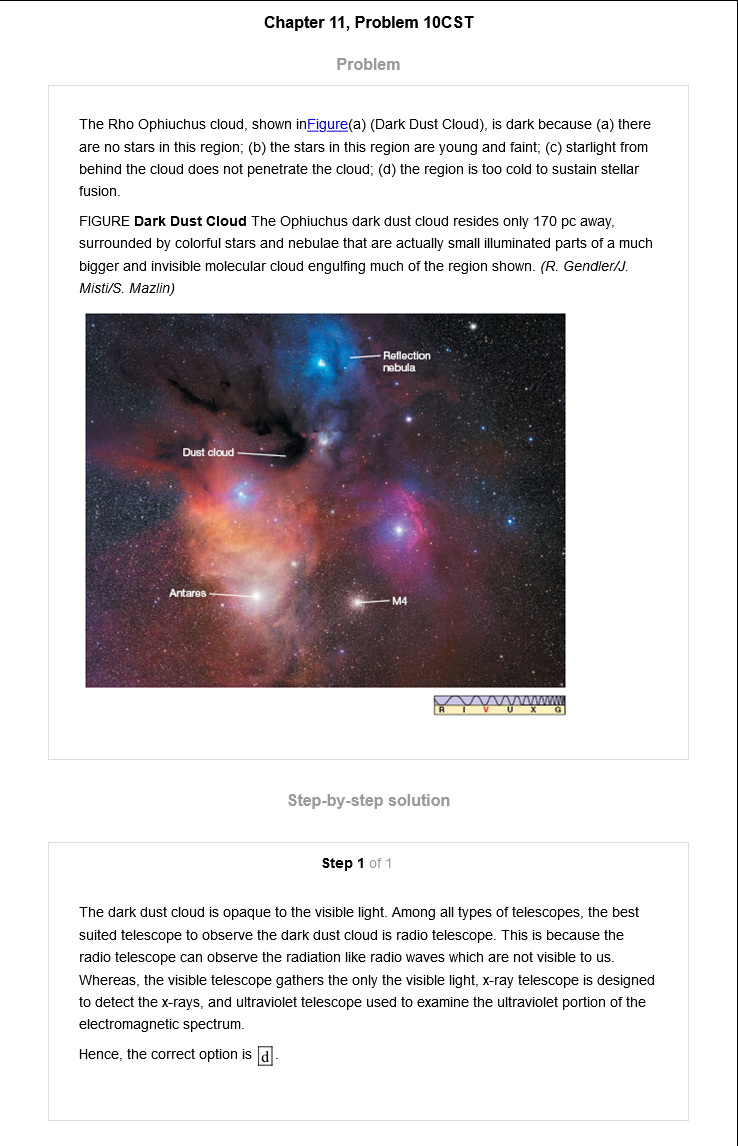 Chapter 11, Problem 10CST
Problem
The Rho Ophiuchus cloud, shown inFigure(a) (Dark Dust Cloud), is dark because (a) there
are no stars in this region; (b) the stars in this region are young and faint; (c) starlight from
behind the cloud does not penetrate the cloud; (d) the region is too cold to sustain stellar
fusion.
FIGURE Dark Dust Cloud The Ophiuchus dark dust cloud resides only 170 pc away,
surrounded by colorful stars and nebulae that are actually small illuminated parts of a much
bigger and invisible molecular cloud engulfing much of the region shown. (R. Gendler/J.
Misti/S. Mazlin)
Reflection
nebula
Dust cloud
Antares
M4
R I V U X G
Step-by-step solution
Step 1 of 1
The dark dust cloud is opaque to the visible light. Among all types of telescopes, the best
suited telescope to observe the dark dust cloud is radio telescope. This is because the
radio telescope can observe the radiation like radio waves which are not visible to us.
Whereas, the visible telescope gathers the only the visible light, x-ray telescope is designed
to detect the x-rays, and ultraviolet telescope used to examine the ultraviolet portion of the
electromagnetic spectrum.
Hence, the correct option is d.